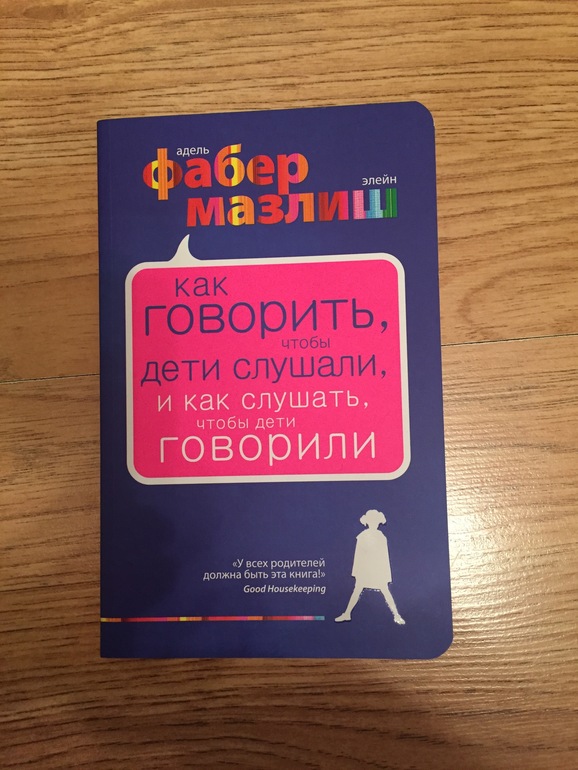 адель
фабер
элейн
мазлиш
как
говорить,
чтобы
дети слушали,
и как слушать,
чтобы дети
говорили
«У всех родителей
должна быть эта книга!»
Good Housekeeping